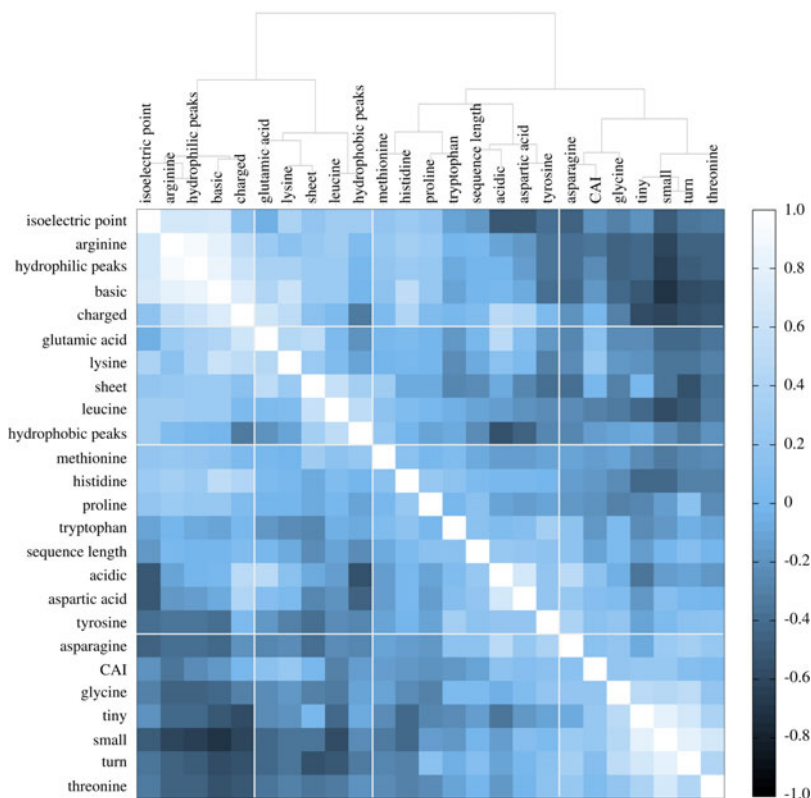 isoelectric point
arginine
hydrophilic peaks
basic
charged
glutamic acid
lysine
sheet
leucine
hydrophobic peaks
methionine
histidine
proline
tryptophan
sequence length
acidic
aspartic acid
tyrosine
asparagine
CAI
glycine
tiny
small
turn
threonine
isoelectric point
arginine
hydrophilic peaks
basic
charged
glutamic acid
lysine
sheet
leucine
hydrophobic peaks
methionine
histidine
proline
tryptophan
sequence length
acidic
aspartic acid
tyrosine
asparagine
CAI
glycine
tiny
small
turn
threonine
1.0
0.8
0.6
0.4
0.2
0
-0.2
-0.4
-0.6
-0.8
-1.0